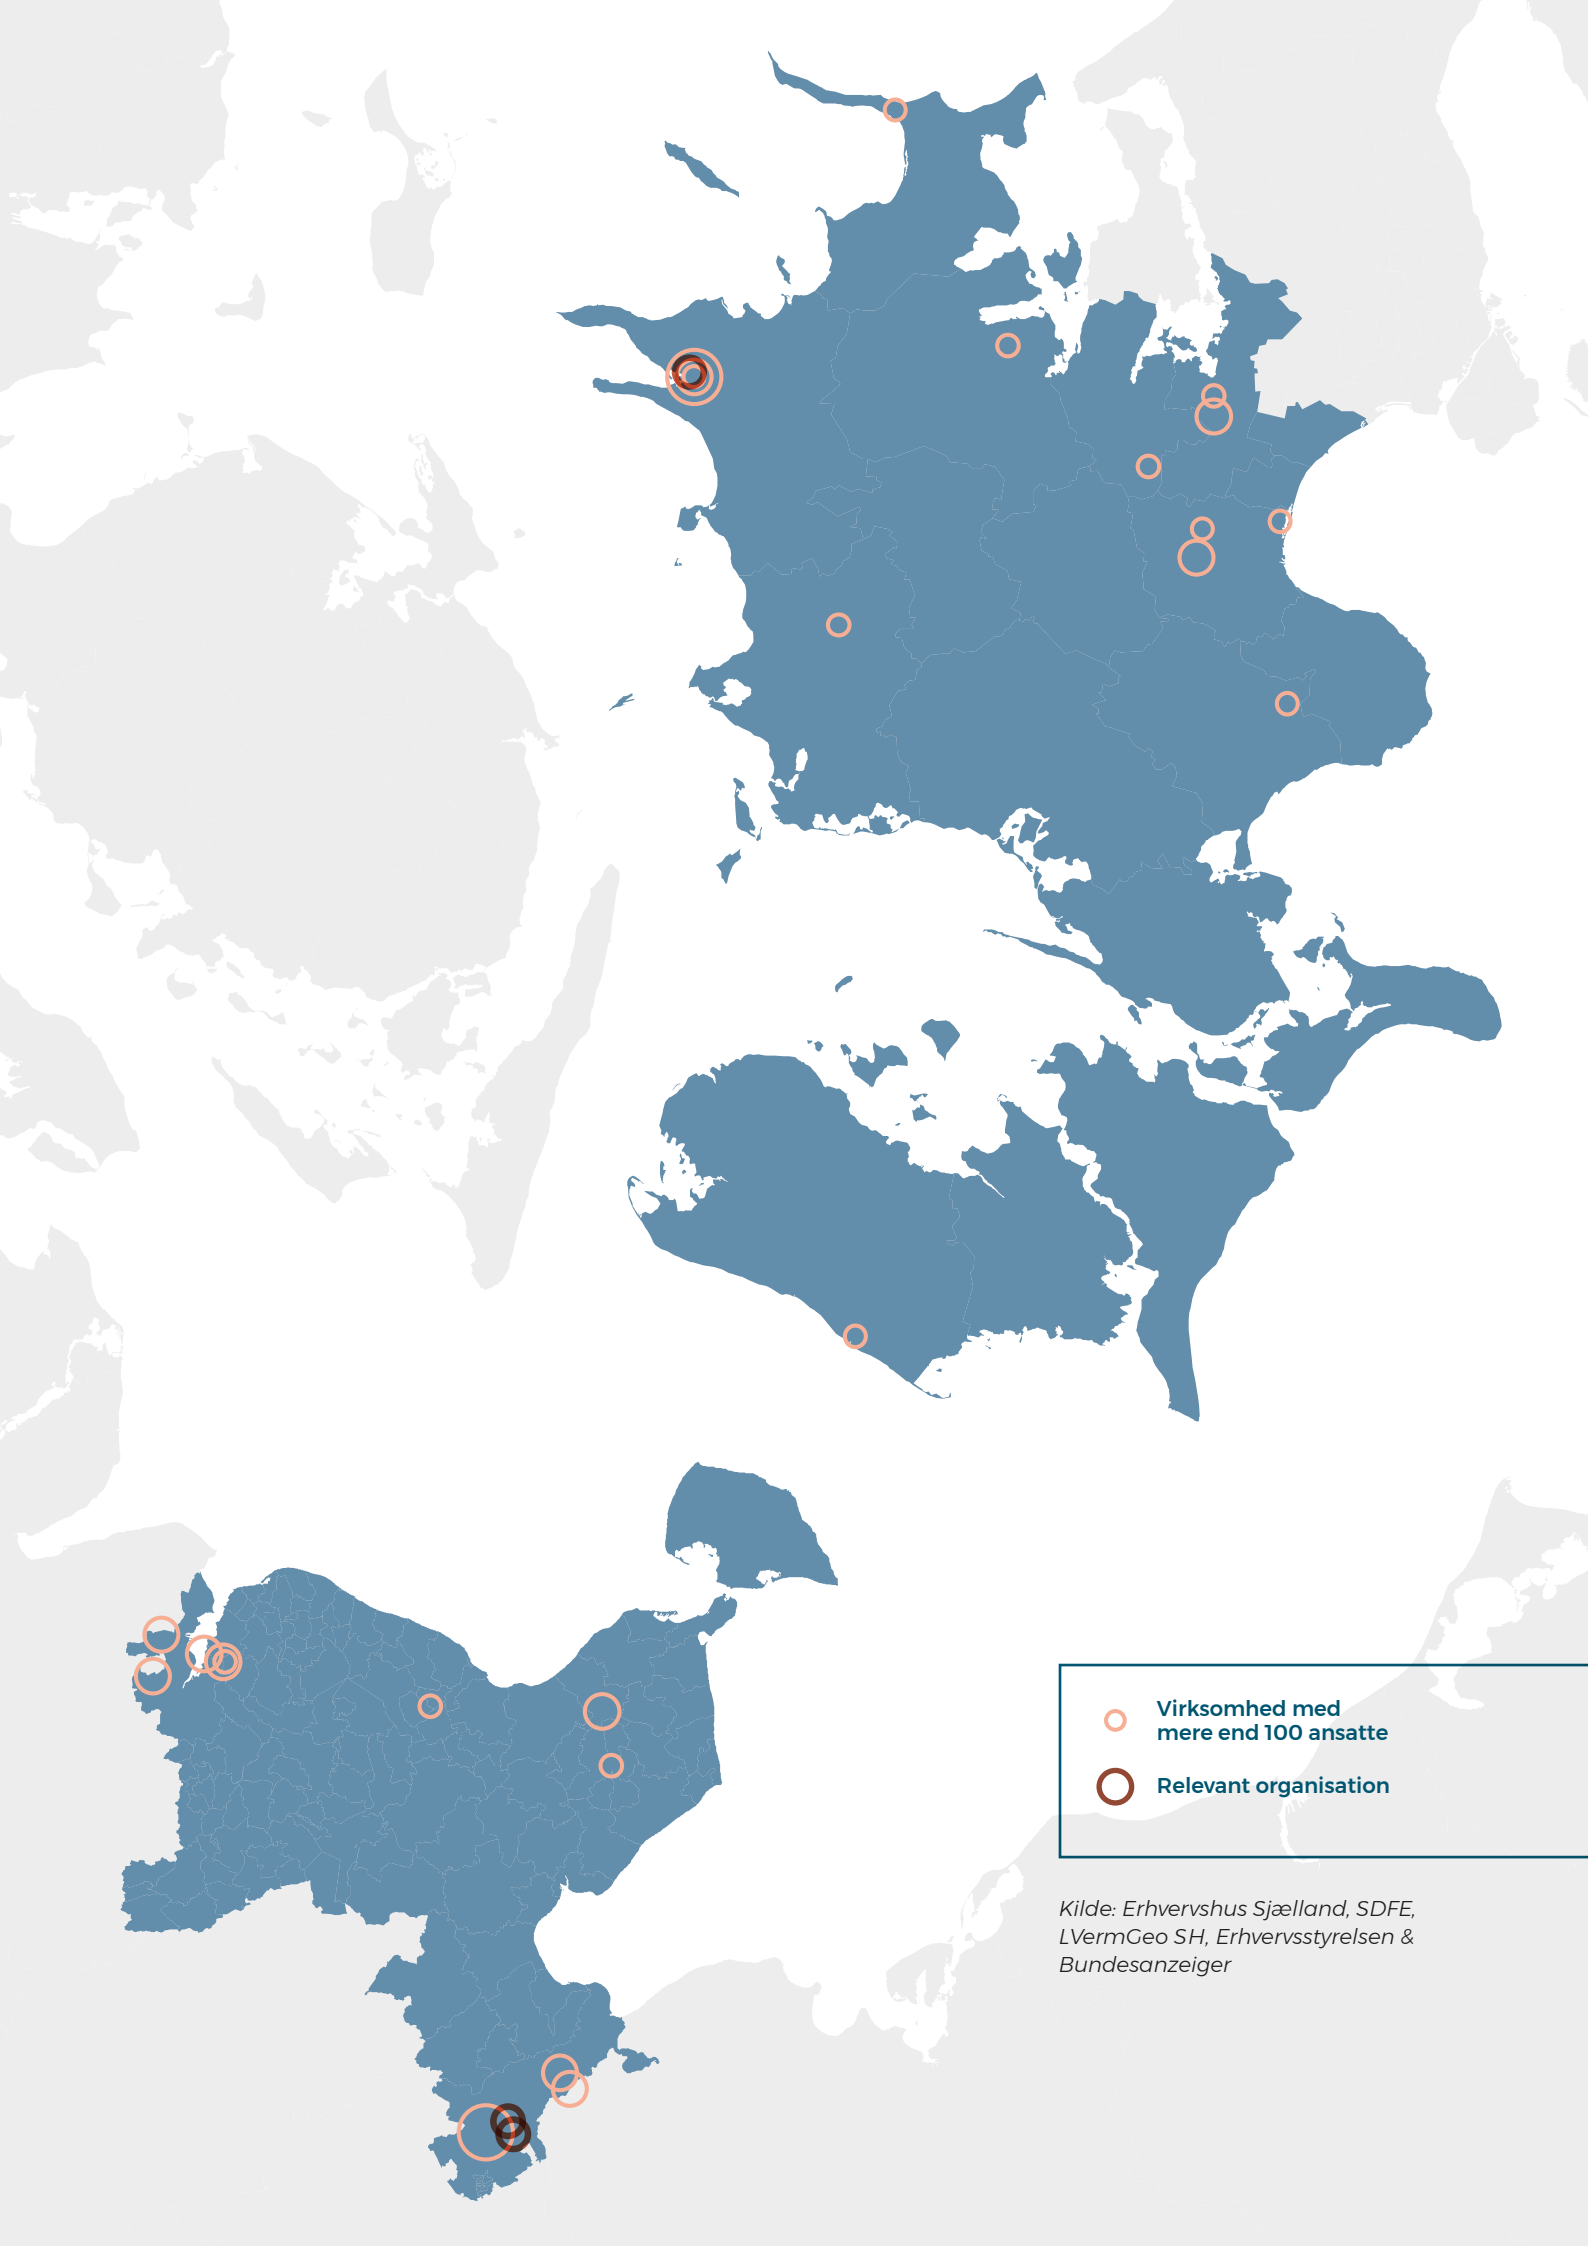 Virksomhed med
mere end 100 ansatte
Relevant organisation
Kilde: Erhvervshus Sjælland, SDFE,
LVermGeo SH, Erhvervsstyrelsen &
Bundesanzeiger